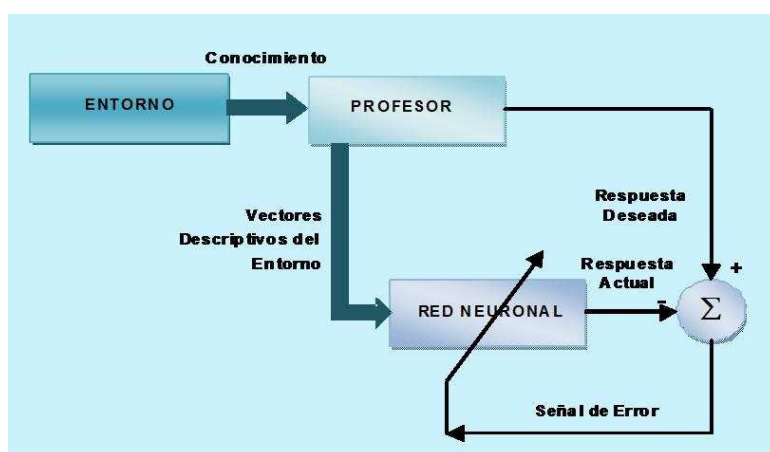 Conocimiento
ENTORNO
PROFESOR
Vectores
Descriptivos del
Entorno
Respuesta
Deseada
Respuesta
Actual
+
-
RED NEURONAL
Σ
Señal de Error